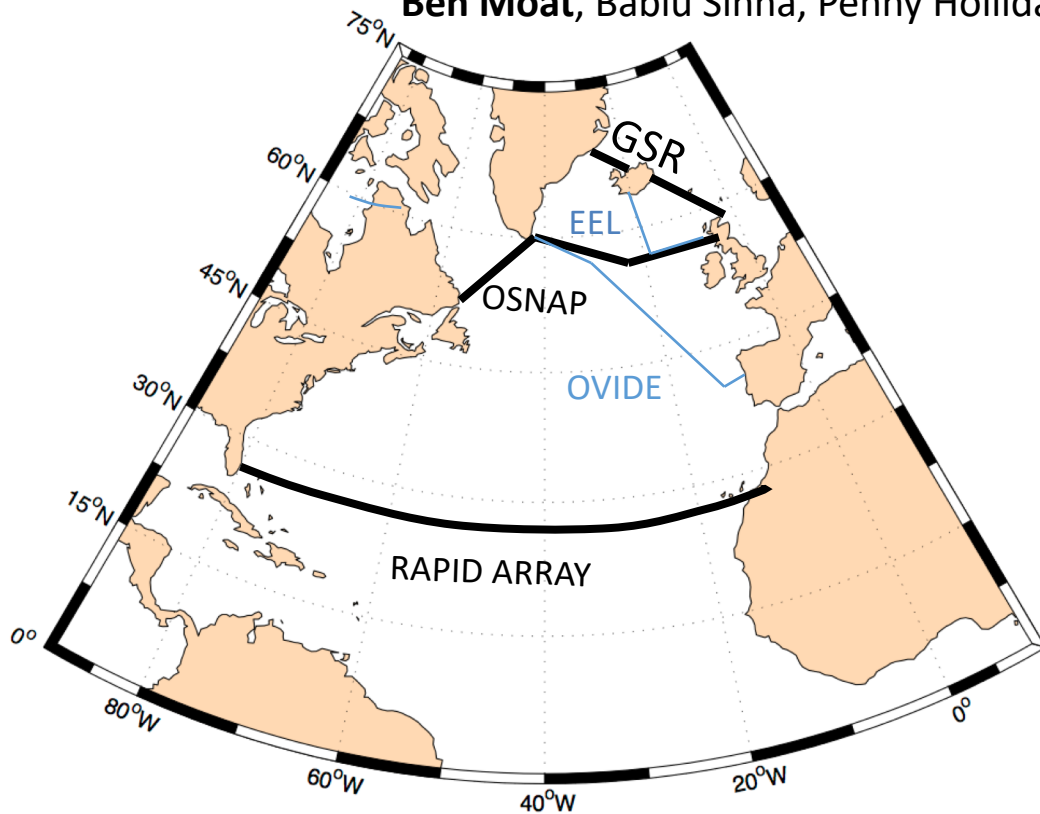 Ben Moat, Bablu Sinha, Penny Hollida
75°N
GSR
60°N
EEL
45°N
OSNAP
30°N
OVIDE
15°N
RAPID ARRAY
0°
80°W
0°
60°W
20°W
40°W